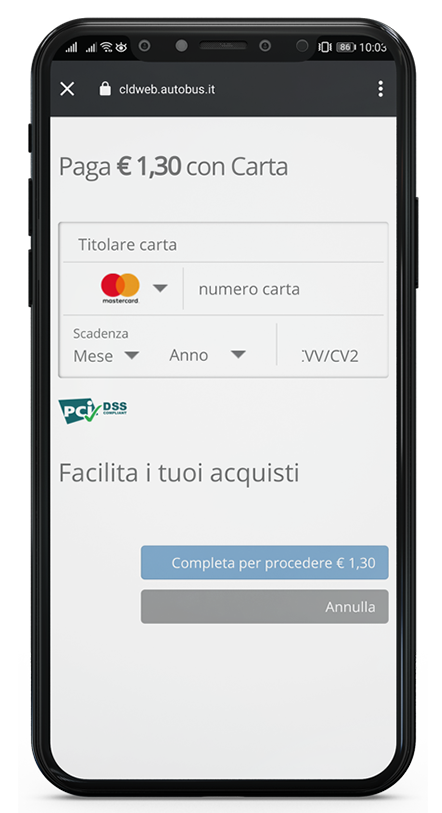 86 10:03
cldweb.autobus.it
Paga € 1,30 con Carta
Titolare carta
mastercard.
numero carta
Scadenza
Mese
Anno
VV/CV2
PCI DSS
COMPLIANT
Facilita i tuoi acquisti
Completa per procedere € 1,30
Annulla